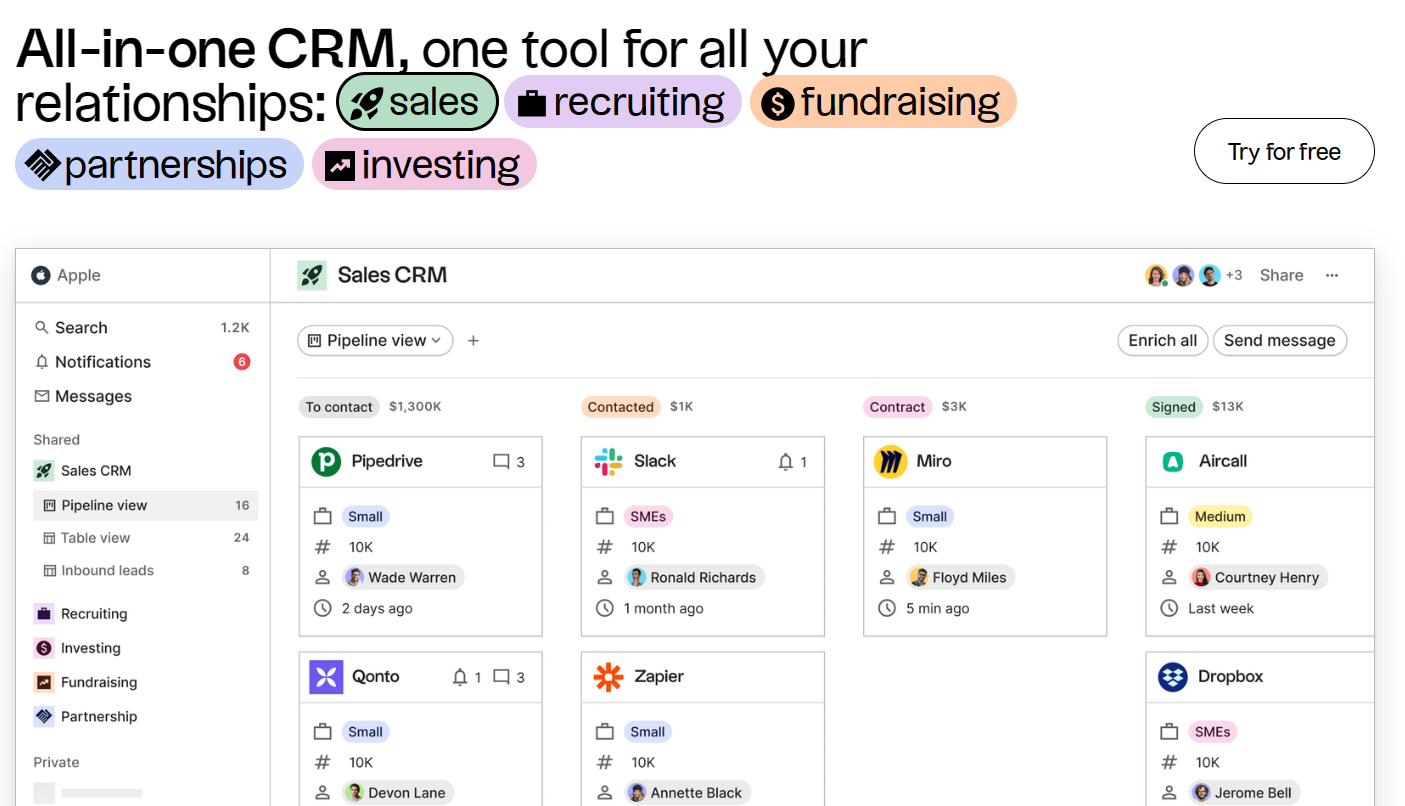 All-in-one CRM, one tool for all your
relationships: sales recruiting fundraising
partnerships investing
Try for free
Apple
Search 1.2K
Notifications 6
Messages
Shared
Sales CRM
Pipeline view 16
Table view 24
Inbound leads 8
Recruiting
Investing
Fundraising
Partnership
Private
Sales CRM
+3 Share ...
Pipeline view +
Enrich all Send message
To contact $1,300K
Pipedrive 3
Small
# 10K
Wade Warren
2 days ago
Qonto 1 3
Small
# 10K
Devon Lane
Contacted $1K
Slack 1
SMEs
# 10K
Ronald Richards
1 month ago
Zapier
Small
# 10K
Annette Black
Contract $3K
Miro
Small
# 10K
Floyd Miles
5 min ago
Signed $13K
Aircall
Medium
# 10K
Courtney Henry
Last week
Dropbox
SMEs
# 10K
Jerome Bell